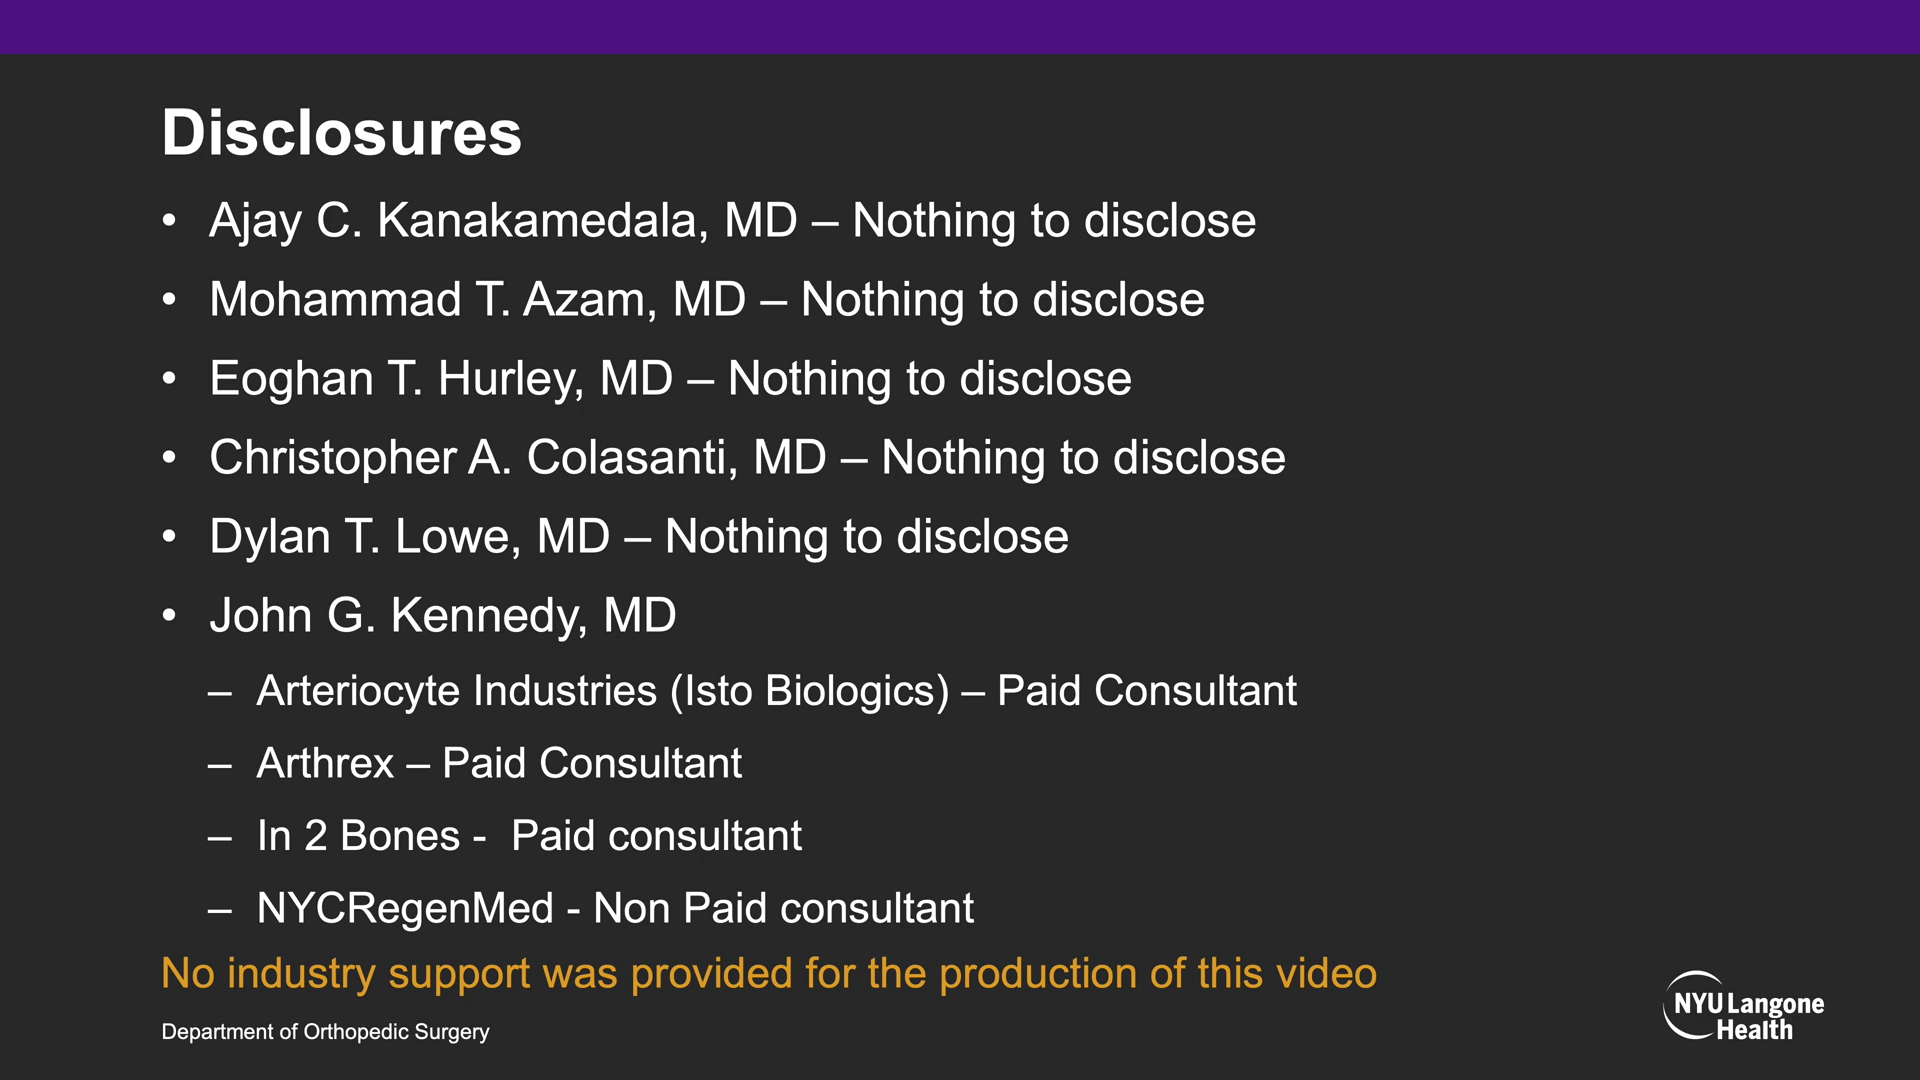 Disclosures
• Ajay C. Kanakamedala, MD – Nothing to disclose
• Mohammad T. Azam, MD – Nothing to disclose
• Eoghan T. Hurley, MD – Nothing to disclose
• Christopher A. Colasanti, MD – Nothing to disclose
• Dylan T. Lowe, MD – Nothing to disclose
• John G. Kennedy, MD
– Arteriocyte Industries (Isto Biologics) – Paid Consultant
– Arthrex – Paid Consultant
– In 2 Bones -  Paid consultant
– NYCRegenMed - Non Paid consultant
No industry support was provided for the production of this video
Department of Orthopedic Surgery
NYU Langone
Health